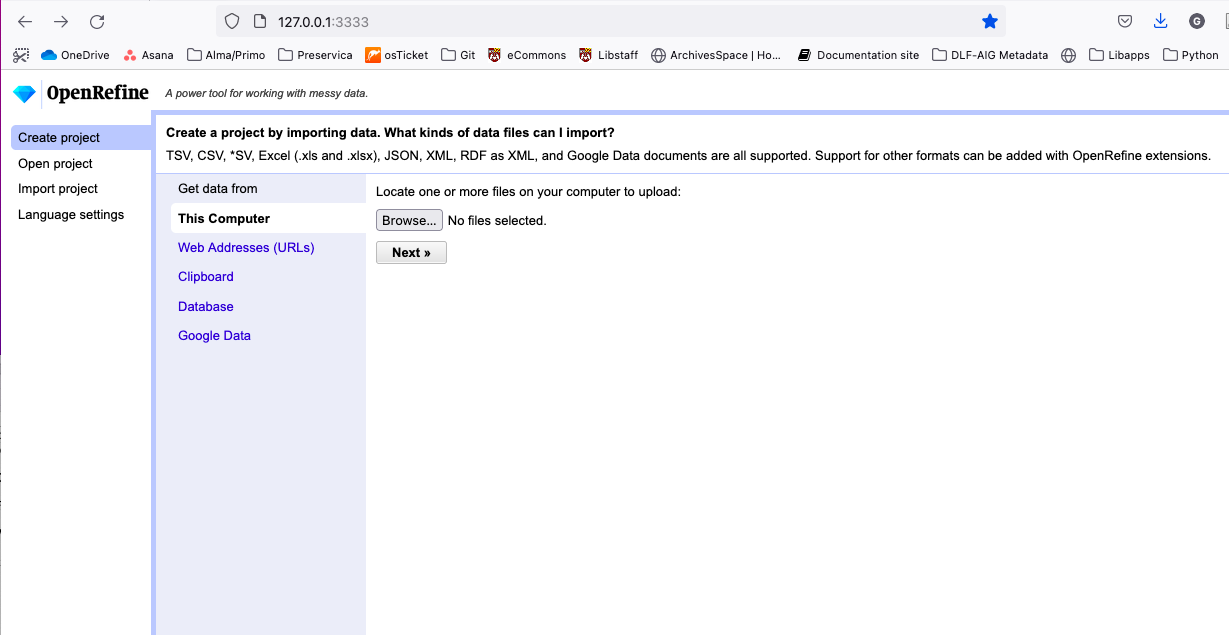 127.0.0.1:3333
G
OneDrive Asana Alma/Primo Preservica osTicket Git eCommons Libstaff ArchivesSpace | Ho... Documentation site DLF-AIG Metadata Libapps Python
OpenRefine A power tool for working with messy data.
Create project
Open project
Import project
Language settings
Create a project by importing data. What kinds of data files can I import?
TSV, CSV, *SV, Excel (.xls and .xlsx), JSON, XML, RDF as XML, and Google Data documents are all supported. Support for other formats can be added with OpenRefine extensions.
Get data from
This Computer
Web Addresses (URLs)
Clipboard
Database
Google Data
Locate one or more files on your computer to upload:
Browse... No files selected.
Next »